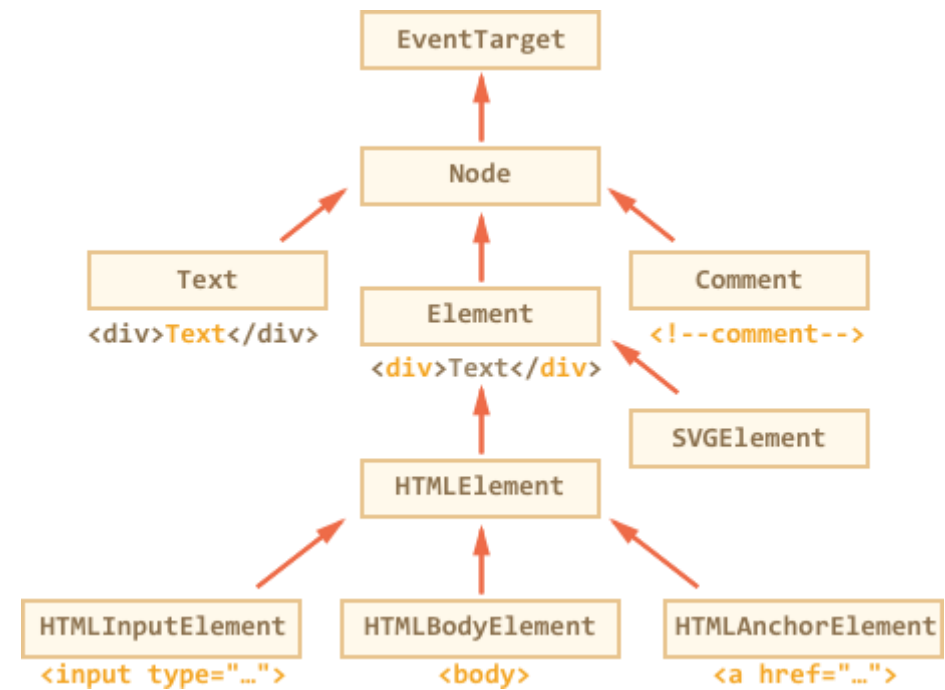 EventTarget
Node
Text
<div>Text</div>
Element
<div>Text</div>
Comment
<!--comment-->
SVGElement
HTMLElement
HTMLInputElement
<input type="…">
HTMLBodyElement
<body>
HTMLAnchorElement
<a href="…">